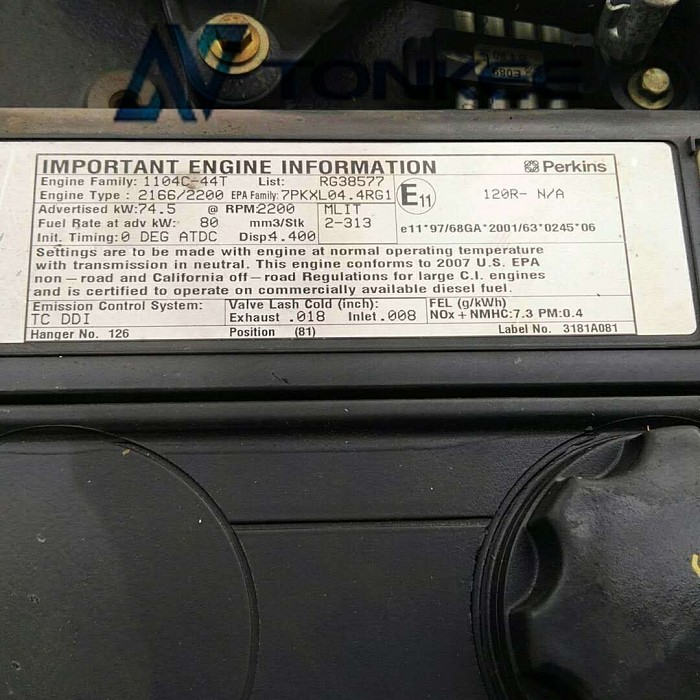 TONKEE
IMPORTANT ENGINE INFORMATION Perkins
Engine Family: 1104C-44T List: RG38577
Engine Type : 2166/2200 EPA Family: 7PKXL04.4RG1 E11 120R- N/A
Advertised kW: 74.5 @ RPM: 2200 MLIT
Fuel Rate at adv kW: 80 mm3/Stk 2-313 e11*97/68GA*2001/63*0245*06
Init. Timing: 0 DEG ATDC Disp: 4.400
Settings are to be made with engine at normal operating temperature
with transmission in neutral. This engine conforms to 2007 U.S. EPA
non-road and California off-road Regulations for large C.I. engines
and is certified to operate on commercially available diesel fuel.
Emission Control System: Valve Lash Cold (inch): FEL (g/kWh)
TC DDI Exhaust .018 Inlet .008 NOx + NMHC: 7.3 PM: 0.4
Hanger No. 126 Position (81) Label No. 3181A081